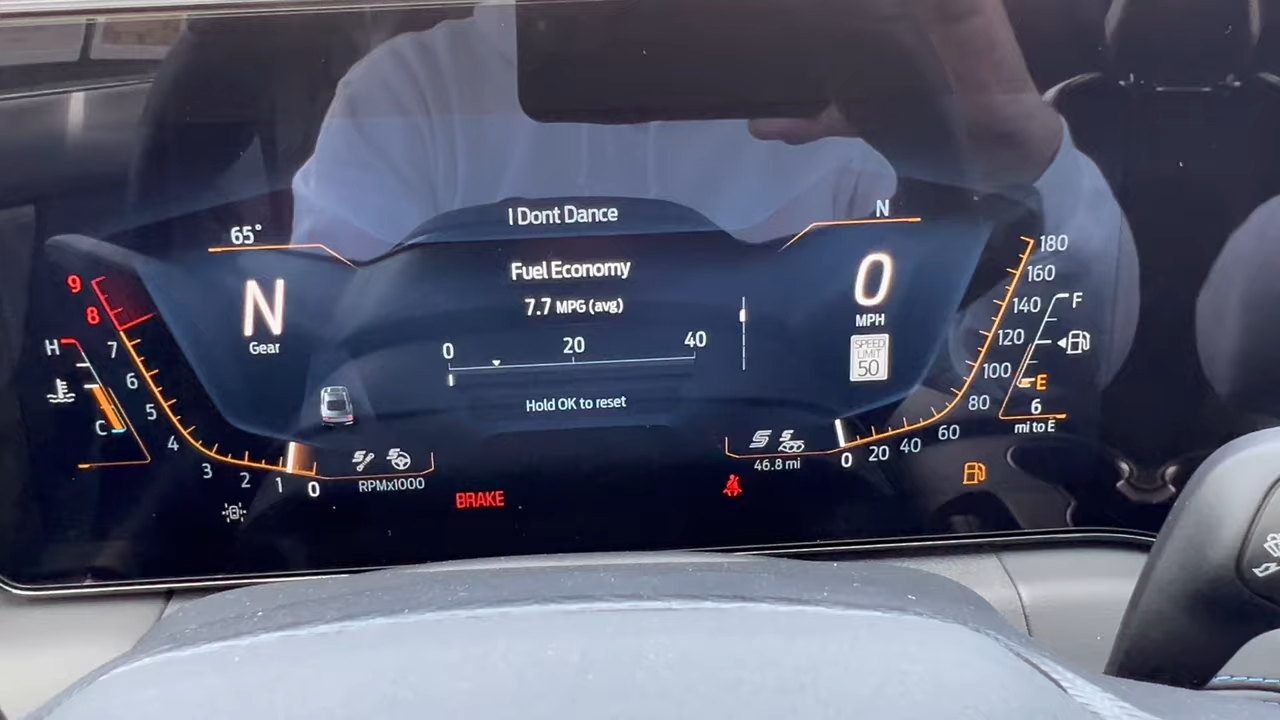 I Dont Dance
65°
N
Fuel Economy
7.7 MPG (avg)
N
Gear
0
MPH
SPEED
LIMIT
50
0 20 40
Hold OK to reset
9
8
7
6
5
4
3
2
1
0
RPMx1000
H
C
S
S
S
S
46.8 mi
BRAKE
0
20
40
60
80
100
120
140
160
180
F
E
6
mi to E